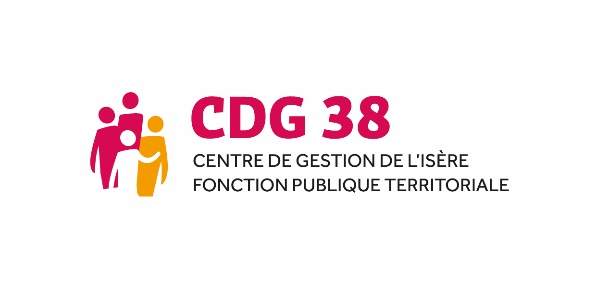 CDG 38
CENTRE DE GESTION DE L'ISÈRE
FONCTION PUBLIQUE TERRITORIALE